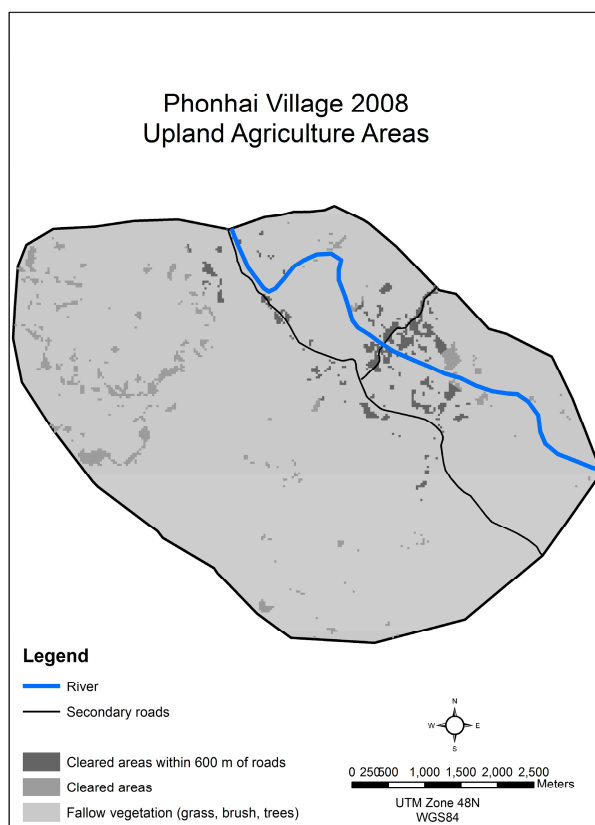 Phonhai Village 2008
Upland Agriculture Areas
Legend
River
Secondary roads
Cleared areas within 600 m of roads
Cleared areas
Fallow vegetation (grass, brush, trees)
N
W E
S
0 250500 1,000 1,500 2,000 2,500
Meters
UTM Zone 48N
WGS84